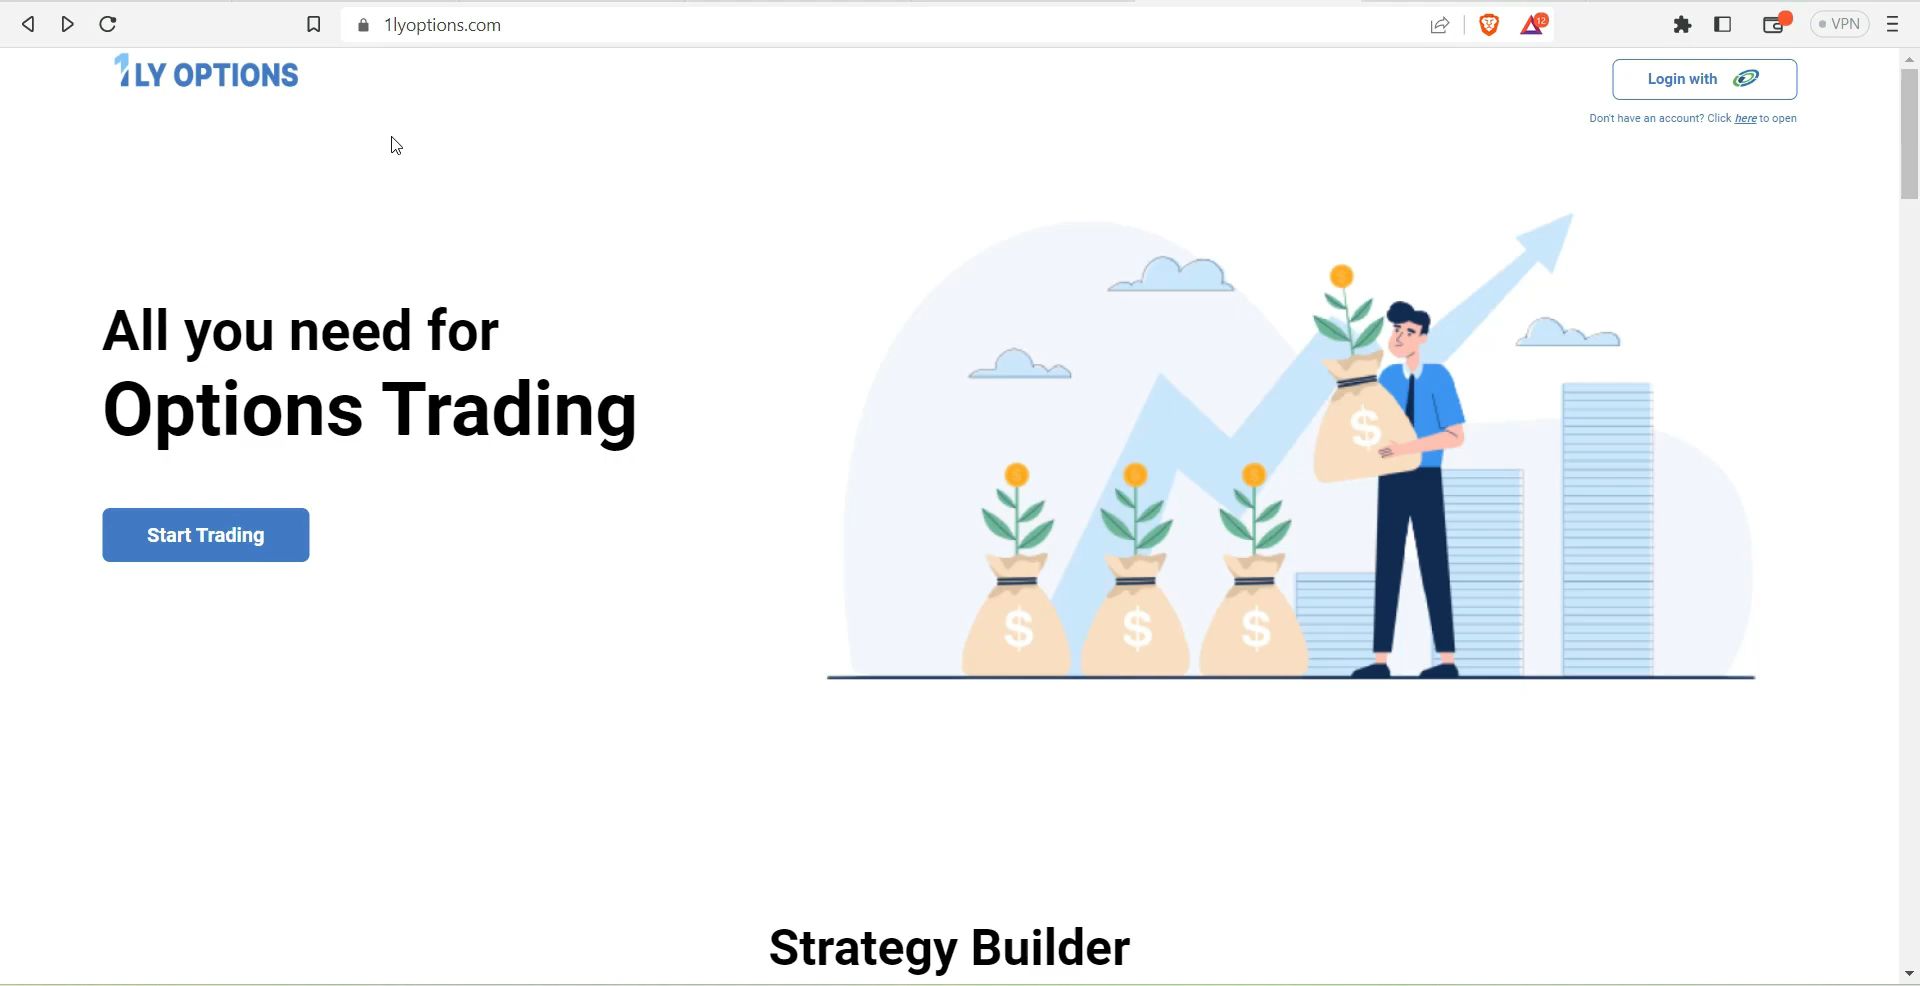 1lyoptions.com
12
VPN
1LY OPTIONS
Login with
Don't have an account? Click here to open
All you need for
Options Trading
Start Trading
$
$ $ $
Strategy Builder